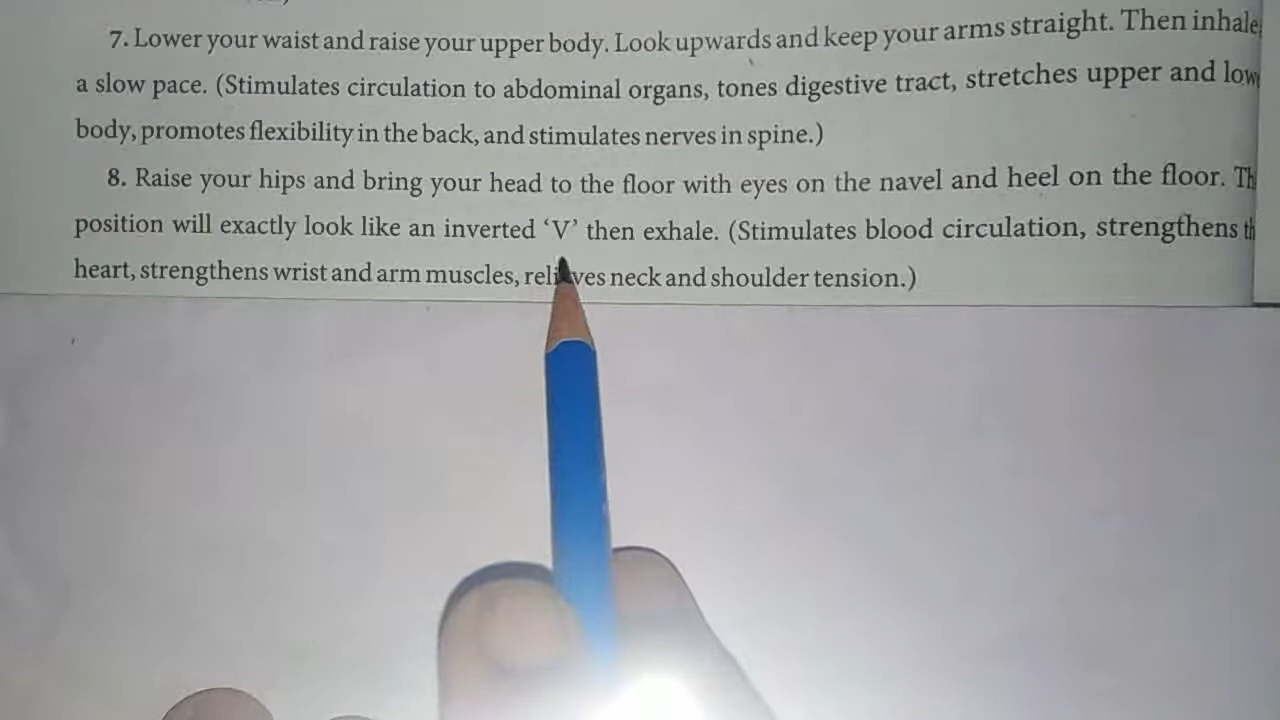 7. Lower your waist and raise your upper body. Look upwards and keep your arms straight. Then inhale
a slow pace. (Stimulates circulation to abdominal organs, tones digestive tract, stretches upper and low
body, promotes flexibility in the back, and stimulates nerves in spine.)
8. Raise your hips and bring your head to the floor with eyes on the navel and heel on the floor. Th
position will exactly look like an inverted ‘V’ then exhale. (Stimulates blood circulation, strengthens th
heart, strengthens wrist and arm muscles, relieves neck and shoulder tension.)